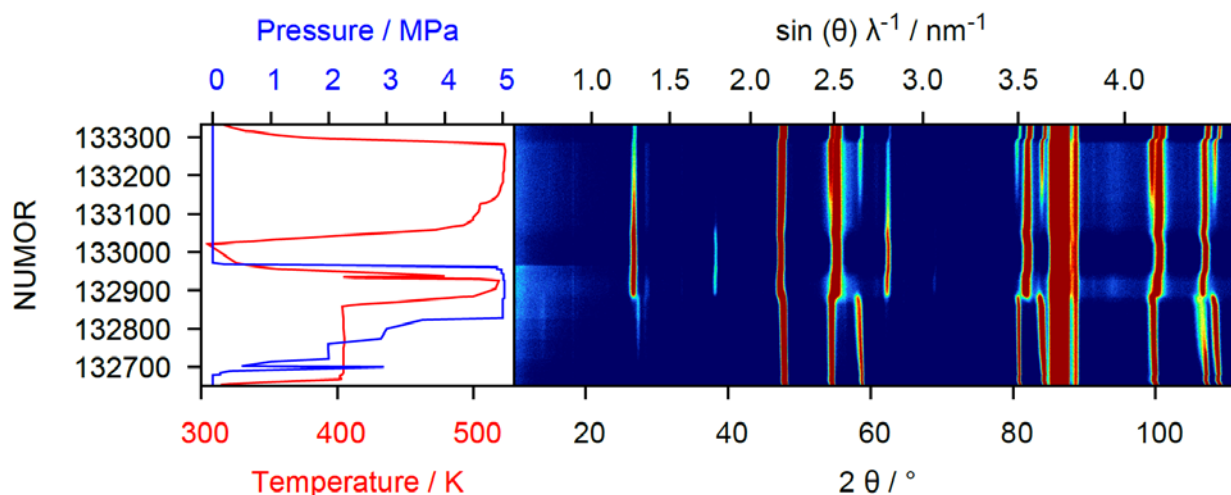 Pressure / MPa
sin (θ) λ⁻¹ / nm⁻¹
0 1 2 3 4 5
1.0 1.5 2.0 2.5 3.0 3.5 4.0
NUMOR
133300
133200
133100
133000
132900
132800
132700
300 400 500
20 40 60 80 100
Temperature / K
2 θ / °